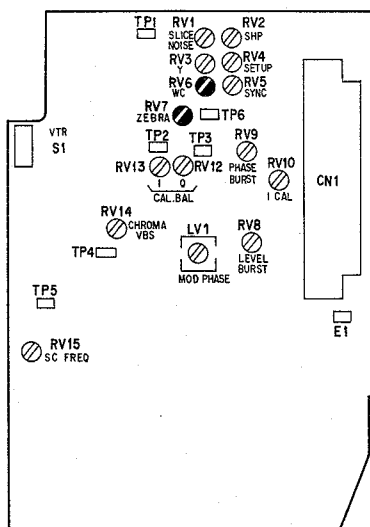 TP1
RV1
SLICE
NOISE
RV2
SHP
RV3
Y
RV4
SETUP
RV6
WC
RV5
SYNC
RV7
ZEBRA
TP6
VTR
S1
TP2
TP3
RV9
PHASE
BURST
RV13
RV12
I Q
CAL.BAL
RV10
I CAL
CN1
RV14
CHROMA
VBS
TP4
LV1
MOD PHASE
RV8
LEVEL
BURST
TP5
E1
RV15
SC FREQ